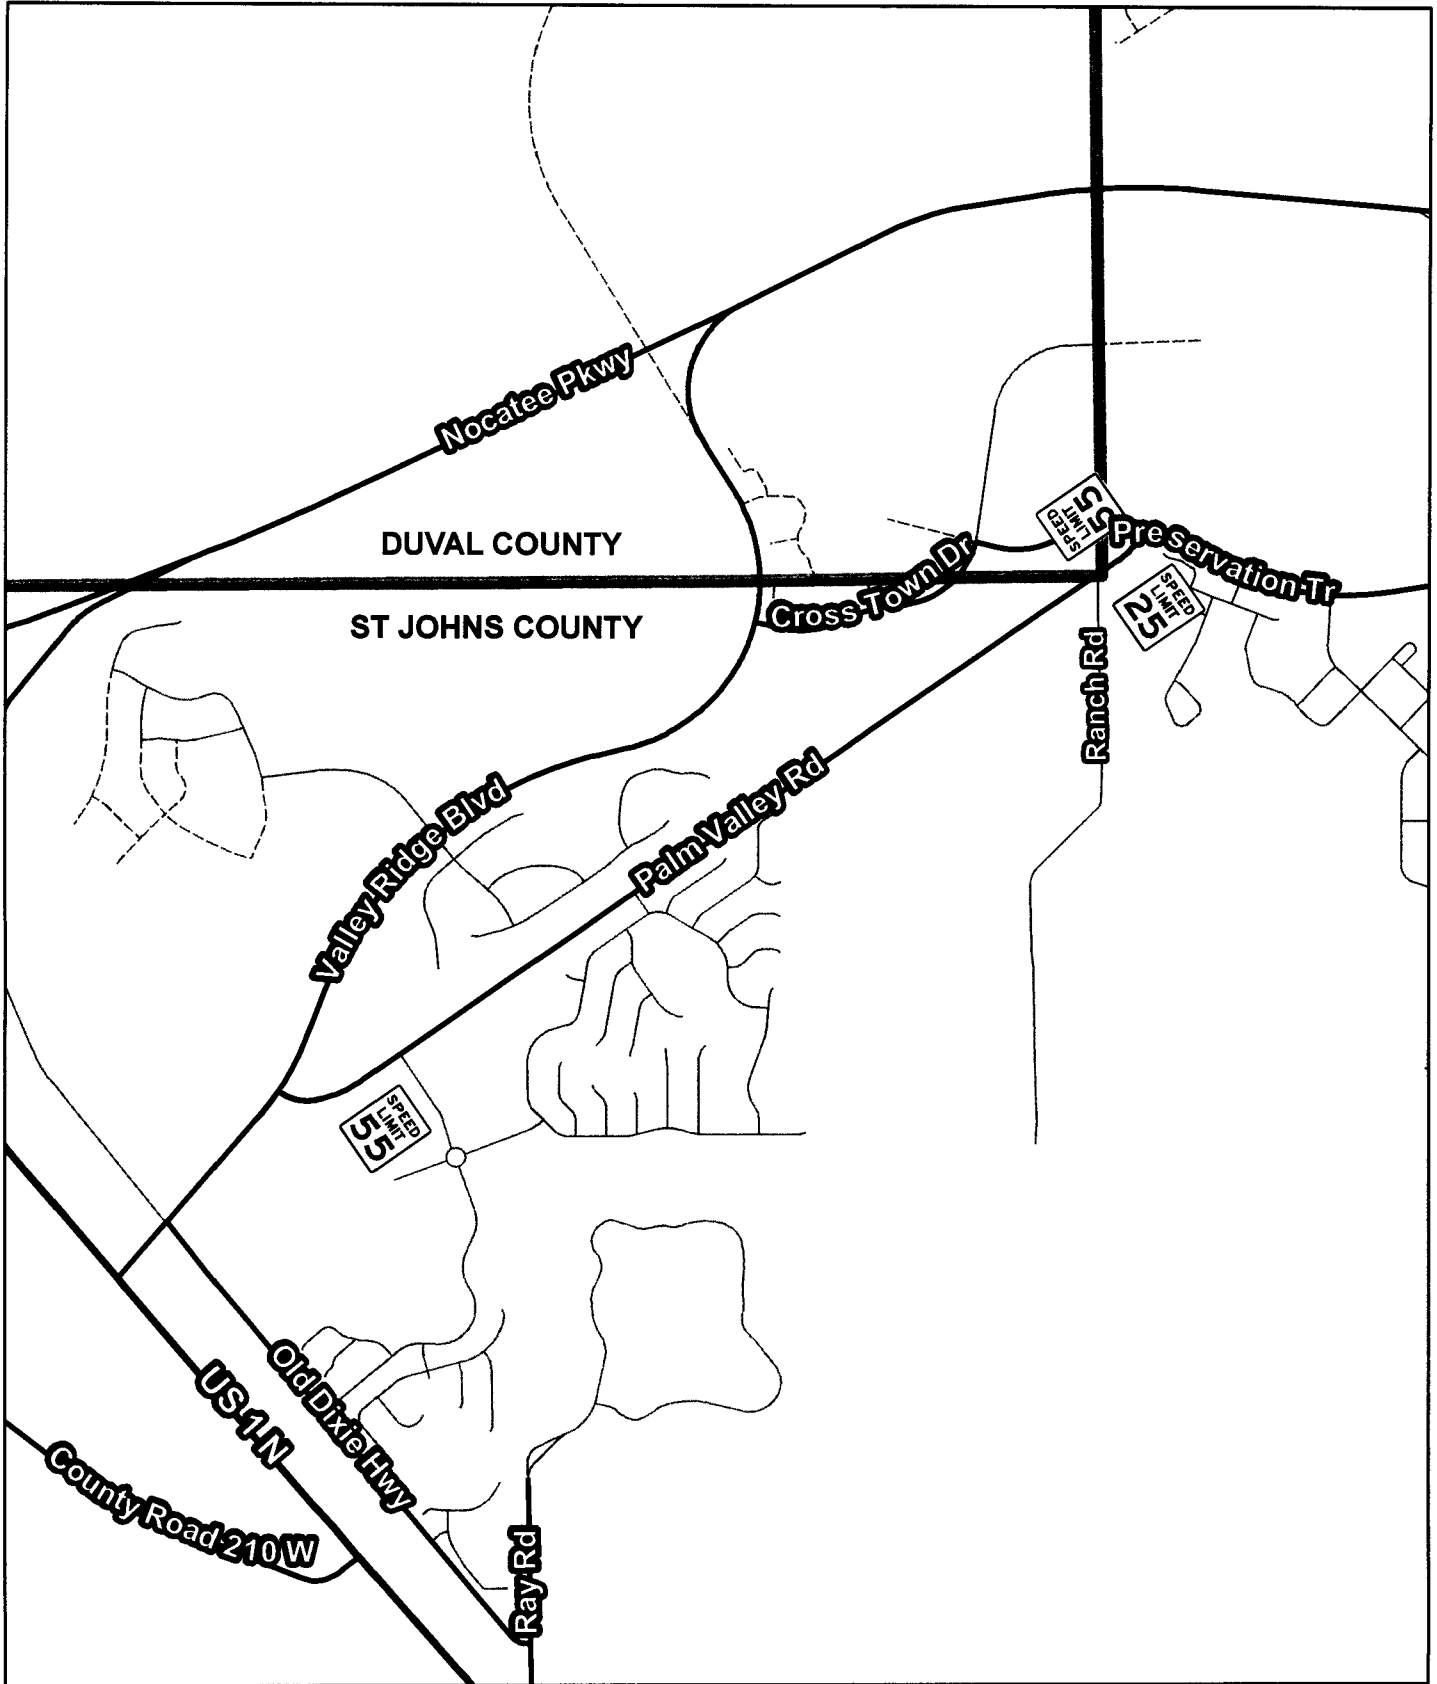 Nocatee Pkwy
DUVAL COUNTY
ST JOHNS COUNTY
SPEED
LIMIT
55
Preservation Tr
Cross Town Dr
SPEED
LIMIT
25
Ranch Rd
Valley Ridge Blvd
Palm Valley Rd
SPEED
LIMIT
55
Old Dixie Hwy
US 1 N
County Road 210 W
Ray Rd